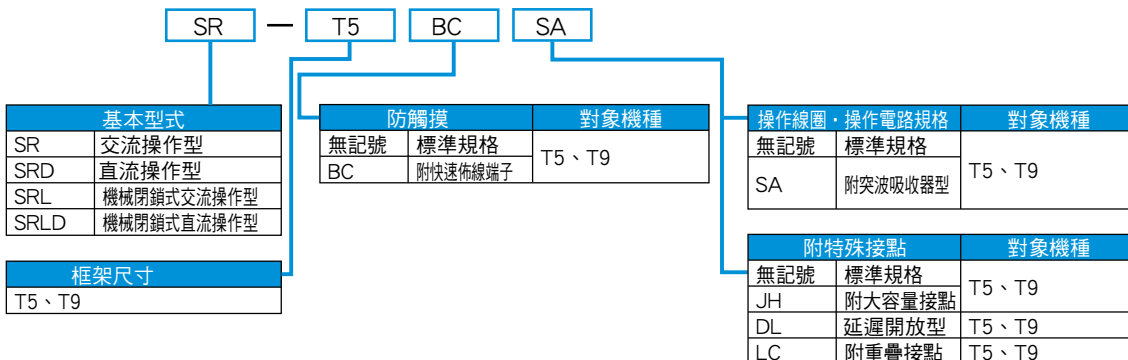 SR — T5 BC SA
基本型式
SR 交流操作型
SRD 直流操作型
SRL 機械閉鎖式交流操作型
SRLD 機械閉鎖式直流操作型
框架尺寸
T5、T9
防觸摸 對象機種
無記號 標準規格 T5、T9
BC 附快速佈線端子
操作線圈・操作電路規格 對象機種
無記號 標準規格 T5、T9
SA 附突波吸收器型
附特殊接點 對象機種
無記號 標準規格 T5、T9
JH 附大容量接點
DL 延遲開放型 T5、T9
LC 附重疊接點 T5、T9